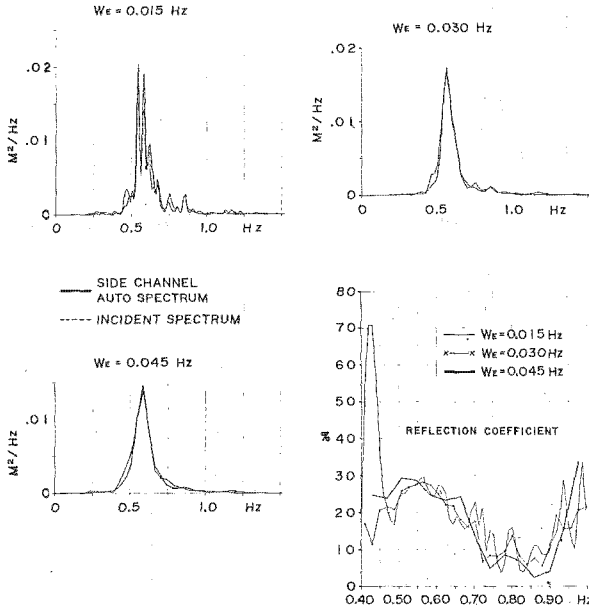 WE = 0.015 Hz
.02
.01
0
M²/Hz
0 0.5 1.0 Hz
WE = 0.030 Hz
.02
.01
0
M²/Hz
0 0.5 1.0 Hz
SIDE CHANNEL
AUTO SPECTRUM
INCIDENT SPECTRUM
WE = 0.045 Hz
.01
0
M²/Hz
0 0.5 1.0 Hz
80
70
60
50
40
30
20
10
0
%
WE=0.015 Hz
WE=0.030 Hz
WE=0.045 Hz
REFLECTION COEFFICIENT
0.40 0.50 0.60 0.70 0.80 0.90 Hz